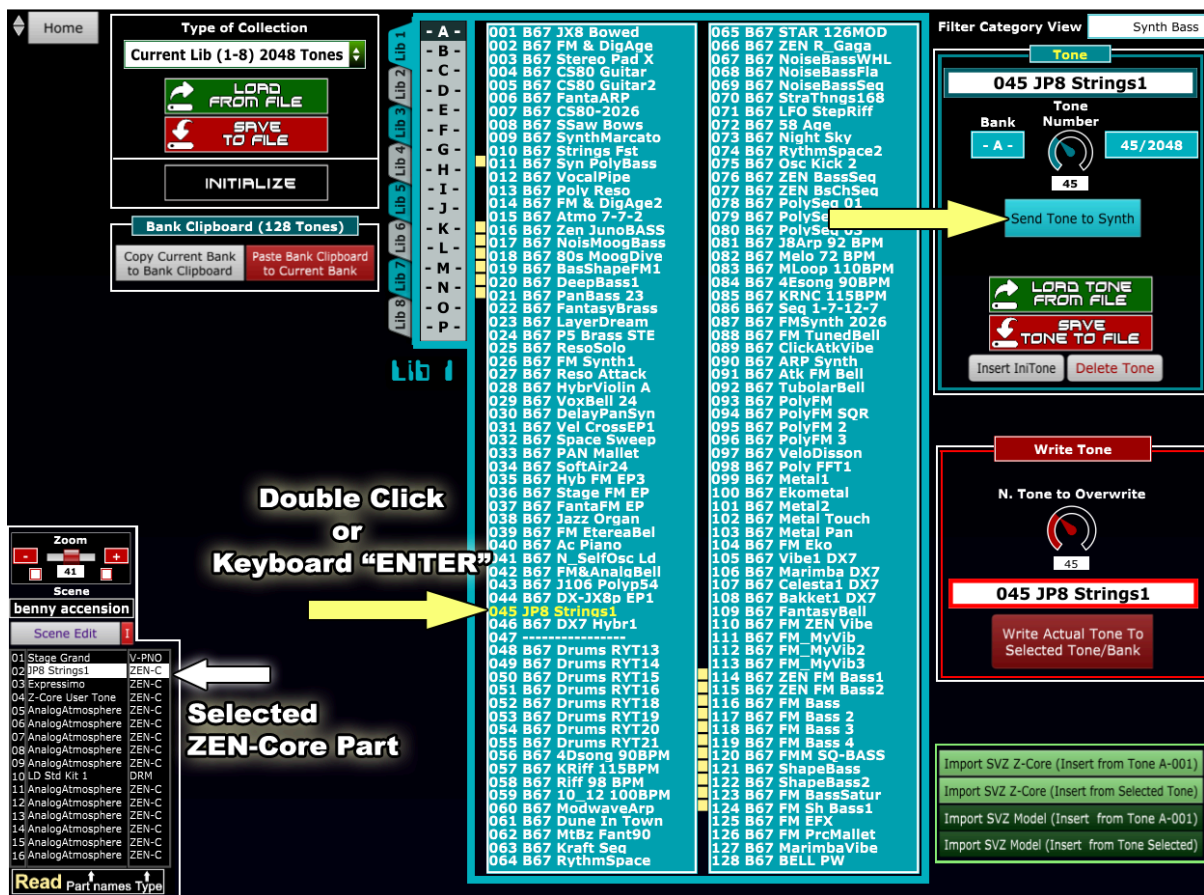 Home
Type of Collection
Current Lib (1-8) 2048 Tones
LOAD
FROM FILE
SAVE
TO FILE
INITIALIZE
Bank Clipboard (128 Tones)
Copy Current Bank
to Bank Clipboard
Paste Bank Clipboard
to Current Bank
Lib 1
Lib 2
Lib 3
Lib 4
Lib 5
Lib 6
Lib 7
Lib 8
- A -
- B -
- C -
- D -
- E -
- F -
- G -
- H -
- I -
- J -
- K -
- L -
- M -
- N -
- O -
- P -
Lib 1
001 B67 JX8 Bowed
002 B67 FM & DigAge
003 B67 Stereo Pad X
004 B67 CS80 Guitar
005 B67 CS80 Guitar2
006 B67 FantaARP
007 B67 CS80-2026
008 B67 SSaw Bows
009 B67 SynthMarcato
010 B67 Strings Fst
011 B67 Syn PolyBass
012 B67 VocalPipe
013 B67 Poly Reso
014 B67 FM & DigAge2
015 B67 Atmo 7-7-2
016 B67 Zen JunoBASS
017 B67 NoisMoogBass
018 B67 80s MoogDive
019 B67 BasShapeFM1
020 B67 DeepBass1
021 B67 PanBass 23
022 B67 FantasyBrass
023 B67 LayerDream
024 B67 P5 Brass STE
025 B67 ResoSolo
026 B67 FM Synth1
027 B67 Reso Attack
028 B67 HybrViolin A
029 B67 VoxBell 24
030 B67 DelayPanSyn
031 B67 Vel CrossEP1
032 B67 Space Sweep
033 B67 PAN Mallet
034 B67 SoftAir24
035 B67 Hyb FM EP3
036 B67 Stage FM EP
037 B67 FantaFM EP
038 B67 Jazz Organ
039 B67 FM EtereaBel
040 B67 Ac Piano
041 B67 N_SelfOsc Ld
042 B67 FM&AnalgBell
043 B67 J106 Polyp54
044 B67 DX-JX8p EP1
045 JP8 Strings1
046 B67 DX7 Hybr1
047 ----------------
048 B67 Drums RYT13
049 B67 Drums RYT14
050 B67 Drums RYT15
051 B67 Drums RYT16
052 B67 Drums RYT18
053 B67 Drums RYT19
054 B67 Drums RYT20
055 B67 Drums RYT21
056 B67 4Dsong 90BPM
057 B67 KRiff 115BPM
058 B67 Riff 98 BPM
059 B67 10_12 100BPM
060 B67 ModwaveArp
061 B67 Dune In Town
062 B67 MtBz Fant90
063 B67 Kraft Seq
064 B67 RythmSpace
065 B67 STAR 126MOD
066 B67 ZEN R_Gaga
067 B67 NoiseBassWHL
068 B67 NoiseBassFla
069 B67 NoiseBassSeq
070 B67 StraThngs168
071 B67 LFO StepRiff
072 B67 58 Age
073 B67 Night Sky
074 B67 RythmSpace2
075 B67 Osc Kick 2
076 B67 ZEN BassSeq
077 B67 ZEN BsChSeq
078 B67 PolySeq 01
079 B67 PolySe
080 B67 PolySeq 03
081 B67 J8Arp 92 BPM
082 B67 Melo 72 BPM
083 B67 MLoop 110BPM
084 B67 4Esong 90BPM
085 B67 KRNC 115BPM
086 B67 Seq 1-7-12-7
087 B67 FMSynth 2026
088 B67 FM TunedBell
089 B67 ClickAtkVibe
090 B67 ARP Synth
091 B67 Atk FM Bell
092 B67 TubolarBell
093 B67 PolyFM
094 B67 PolyFM SQR
095 B67 PolyFM 2
096 B67 PolyFM 3
097 B67 VeloDisson
098 B67 Poly FFT1
099 B67 Metal1
100 B67 Ekometal
101 B67 Metal2
102 B67 Metal Touch
103 B67 Metal Pan
104 B67 FM Eko
105 B67 Vibe1 DX7
106 B67 Marimba DX7
107 B67 Celesta1 DX7
108 B67 Bakket1 DX7
109 B67 FantasyBell
110 B67 FM ZEN Vibe
111 B67 FM_MyVib
112 B67 FM_MyVib2
113 B67 FM_MyVib3
114 B67 ZEN FM Bass1
115 B67 ZEN FM Bass2
116 B67 FM Bass
117 B67 FM Bass 2
118 B67 FM Bass 3
119 B67 FM Bass 4
120 B67 FMM SQ-BASS
121 B67 ShapeBass
122 B67 ShapeBass2
123 B67 FM BassSatur
124 B67 FM Sh Bass1
125 B67 FM EFX
126 B67 FM PrcMallet
127 B67 MarimbaVibe
128 B67 BELL PW
Filter Category View
Synth Bass
Tone
045 JP8 Strings1
Bank
Tone
Number
- A -
45/2048
45
Send Tone to Synth
LOAD TONE
FROM FILE
SAVE
TONE TO FILE
Insert IniTone
Delete Tone
Write Tone
N. Tone to Overwrite
45
045 JP8 Strings1
Write Actual Tone To
Selected Tone/Bank
Import SVZ Z-Core (Insert from Tone A-001)
Import SVZ Z-Core (Insert from Selected Tone)
Import SVZ Model (Insert from Tone A-001)
Import SVZ Model (Insert from Tone Selected)
Double Click
or
Keyboard “ENTER”
Zoom
-
+
41
Scene
benny accension
Scene Edit
I
01 Stage Grand V-PNO
02 JP8 Strings1 ZEN-C
03 Expressimo ZEN-C
04 Z-Core User Tone ZEN-C
05 AnalogAtmosphere ZEN-C
06 AnalogAtmosphere ZEN-C
07 AnalogAtmosphere ZEN-C
08 AnalogAtmosphere ZEN-C
09 AnalogAtmosphere ZEN-C
10 LD Std Kit 1 DRM
11 AnalogAtmosphere ZEN-C
12 AnalogAtmosphere ZEN-C
13 AnalogAtmosphere ZEN-C
14 AnalogAtmosphere ZEN-C
15 AnalogAtmosphere ZEN-C
16 AnalogAtmosphere ZEN-C
Read Part names Type
Selected
ZEN-Core Part